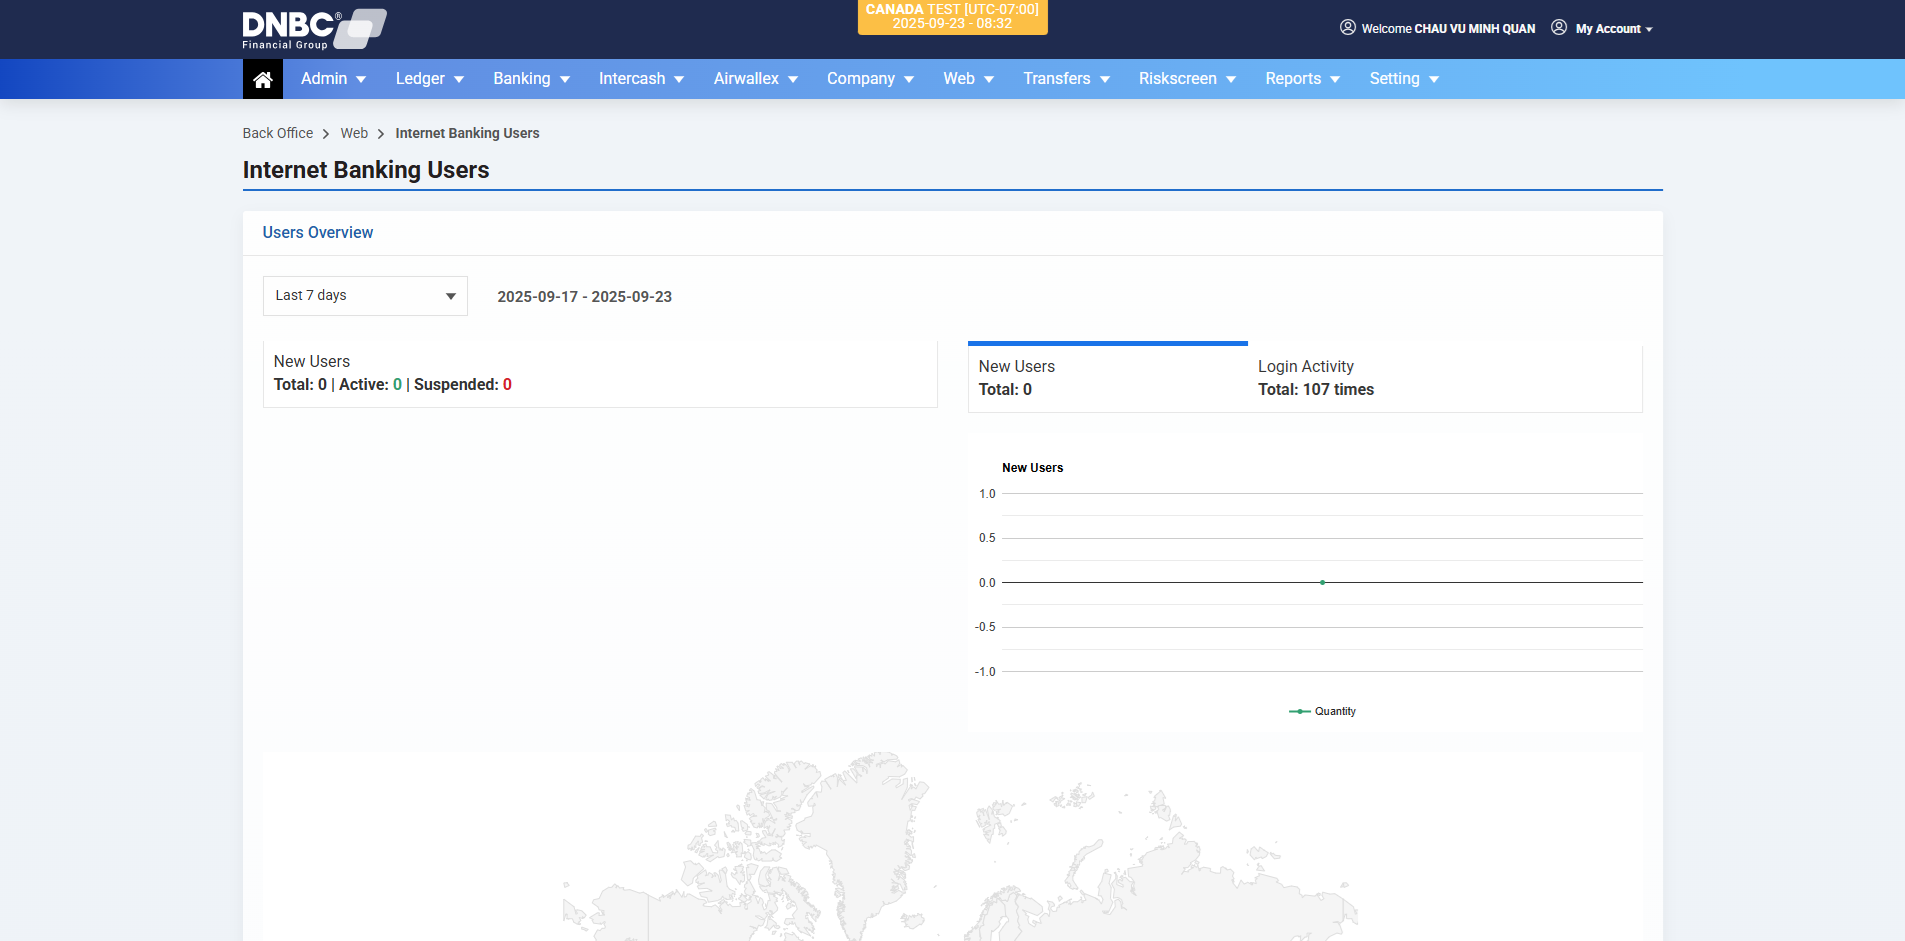 DNBC®
Financial Group
CANADA TEST [UTC-07:00]
2025-09-23 - 08:32
Welcome CHAU VU MINH QUAN
My Account
Admin
Ledger
Banking
Intercash
Airwallex
Company
Web
Transfers
Riskscreen
Reports
Setting
Back Office > Web > Internet Banking Users
Internet Banking Users
Users Overview
Last 7 days
2025-09-17 - 2025-09-23
New Users
Total: 0 | Active: 0 | Suspended: 0
New Users
Total: 0
Login Activity
Total: 107 times
New Users
1.0
0.5
0.0
-0.5
-1.0
Quantity